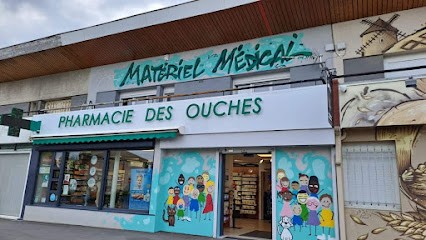 MATÉRIEL MÉDICAL
PHARMACIE DES OUCHES